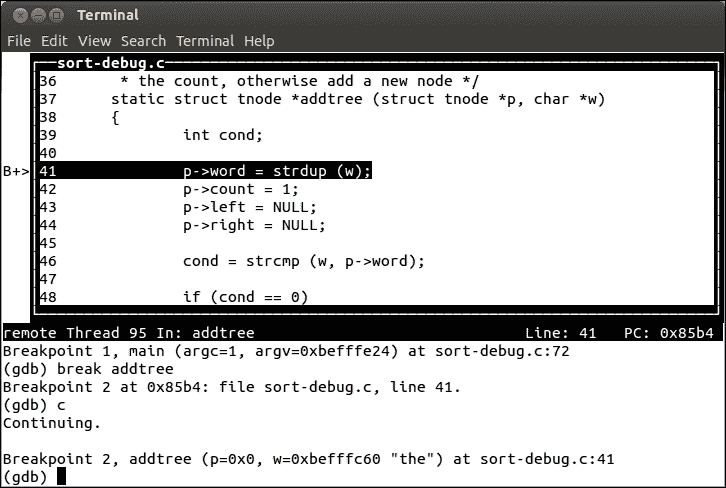 Terminal
File Edit View Search Terminal Help
sort-debug.c
36 * the count, otherwise add a new node */
37 static struct tnode *addtree (struct tnode *p, char *w)
38 {
39 int cond;
40
B+> 41 p->word = strdup (w);
42 p->count = 1;
43 p->left = NULL;
44 p->right = NULL;
45
46 cond = strcmp (w, p->word);
47
48 if (cond == 0)
remote Thread 95 In: addtree Line: 41 PC: 0x85b4
Breakpoint 1, main (argc=1, argv=0xbefffe24) at sort-debug.c:72
(gdb) break addtree
Breakpoint 2 at 0x85b4: file sort-debug.c, line 41.
(gdb) c
Continuing.
Breakpoint 2, addtree (p=0x0, w=0xbefffc60 "the") at sort-debug.c:41
(gdb)